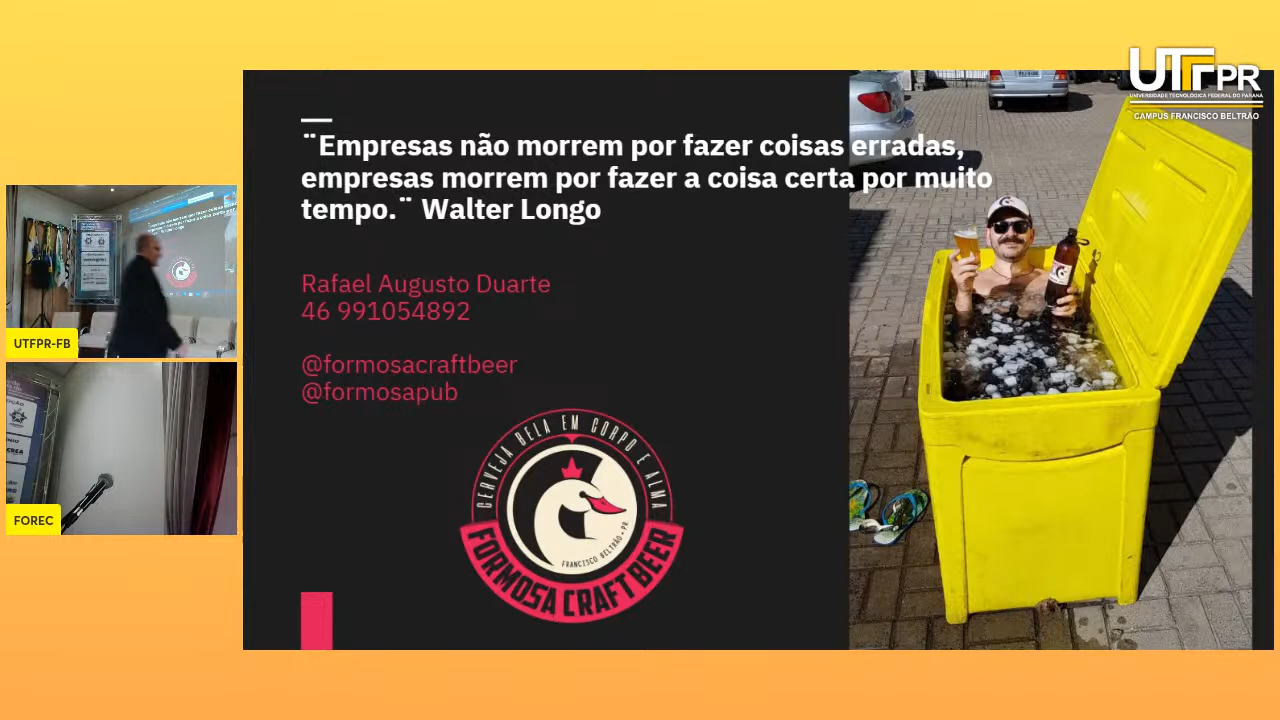 UTFPR
UNIVERSIDADE TECNOLÓGICA FEDERAL DO PARANÁ
CAMPUS FRANCISCO BELTRÃO
¨Empresas não morrem por fazer coisas erradas,
empresas morrem por fazer a coisa certa por muito
tempo.¨ Walter Longo
Rafael Augusto Duarte
46 991054892
@formosacraftbeer
@formosapub
CERVEJA BELA EM CORPO E ALMA
FRANCISCO BELTRÃO • PR
FORMOSA CRAFT BEER
UTFPR-FB
FOREC